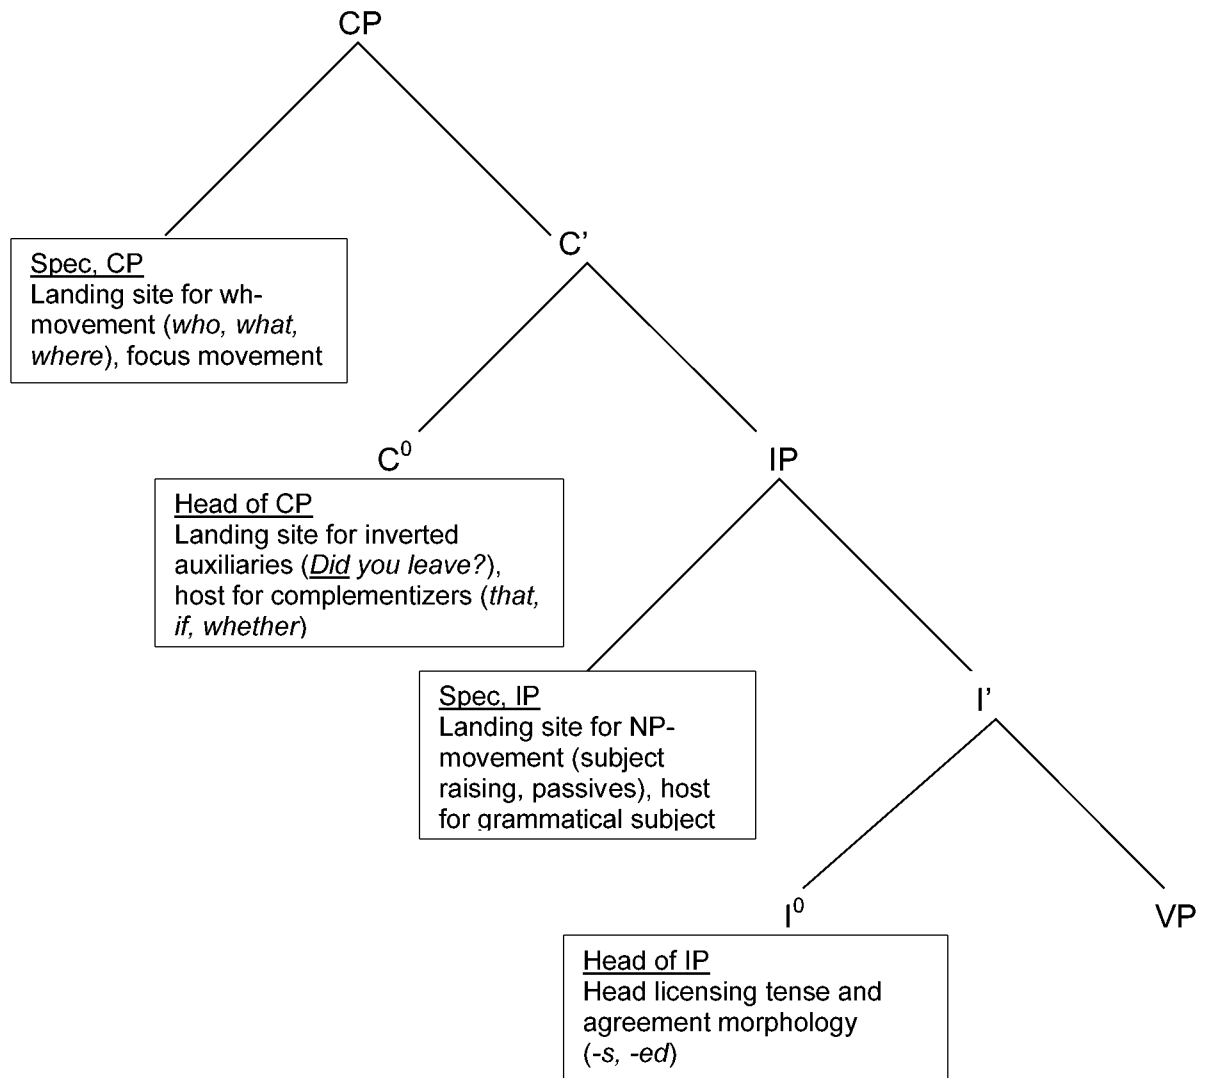 CP
Spec, CP
Landing site for wh-
movement (who, what,
where), focus movement
C’
C⁰
Head of CP
Landing site for inverted
auxiliaries (Did you leave?),
host for complementizers (that,
if, whether)
IP
Spec, IP
Landing site for NP-
movement (subject
raising, passives), host
for grammatical subject
I’
I⁰
Head of IP
Head licensing tense and
agreement morphology
(-s, -ed)
VP